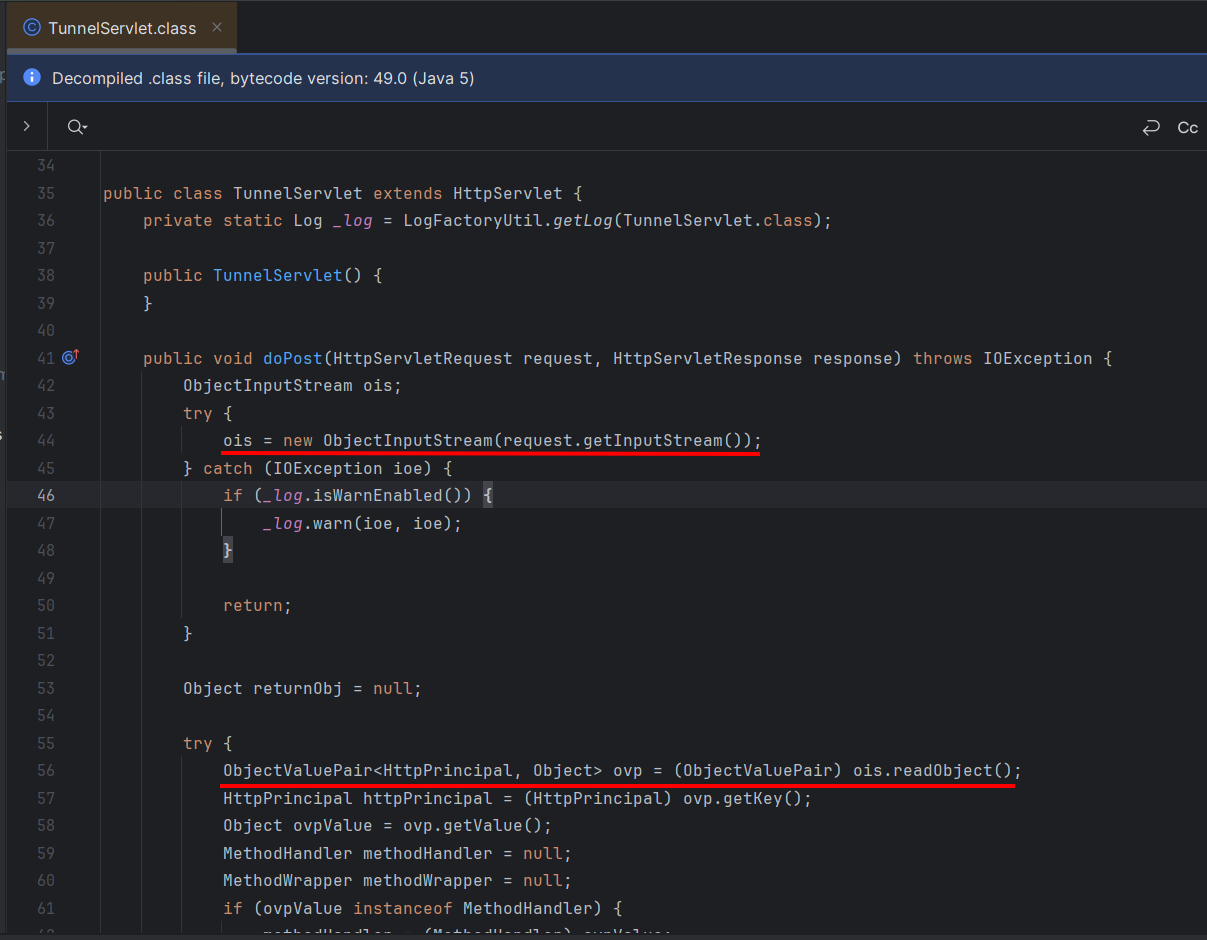 TunnelServlet.class
Decompiled .class file, bytecode version: 49.0 (Java 5)
Cc
34
35 public class TunnelServlet extends HttpServlet {
36 private static Log _log = LogFactoryUtil.getLog(TunnelServlet.class);
37
38 public TunnelServlet() {
39 }
40
41 public void doPost(HttpServletRequest request, HttpServletResponse response) throws IOException {
42 ObjectInputStream ois;
43 try {
44 ois = new ObjectInputStream(request.getInputStream());
45 } catch (IOException ioe) {
46 if (_log.isWarnEnabled()) {
47 _log.warn(ioe, ioe);
48 }
49
50 return;
51 }
52
53 Object returnObj = null;
54
55 try {
56 ObjectValuePair<HttpPrincipal, Object> ovp = (ObjectValuePair) ois.readObject();
57 HttpPrincipal httpPrincipal = (HttpPrincipal) ovp.getKey();
58 Object ovpValue = ovp.getValue();
59 MethodHandler methodHandler = null;
60 MethodWrapper methodWrapper = null;
61 if (ovpValue instanceof MethodHandler) {